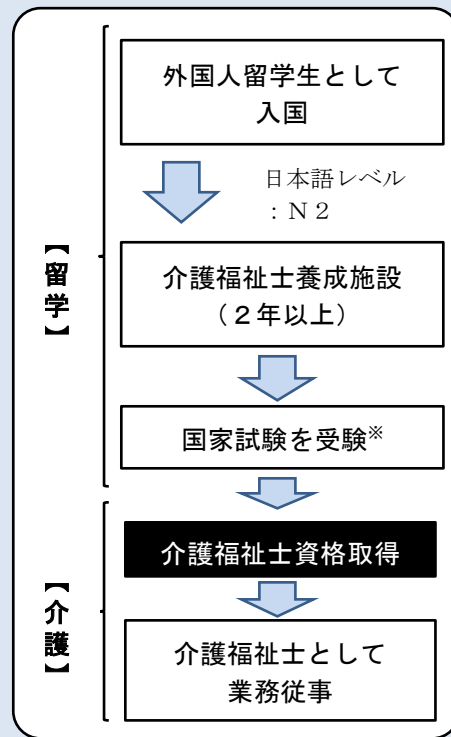 外国人留学生として
入国
日本語レベル
：Ｎ２
【留学】
介護福祉士養成施設
（２年以上）
国家試験を受験※
介護福祉士資格取得
【介護】
介護福祉士として
業務従事